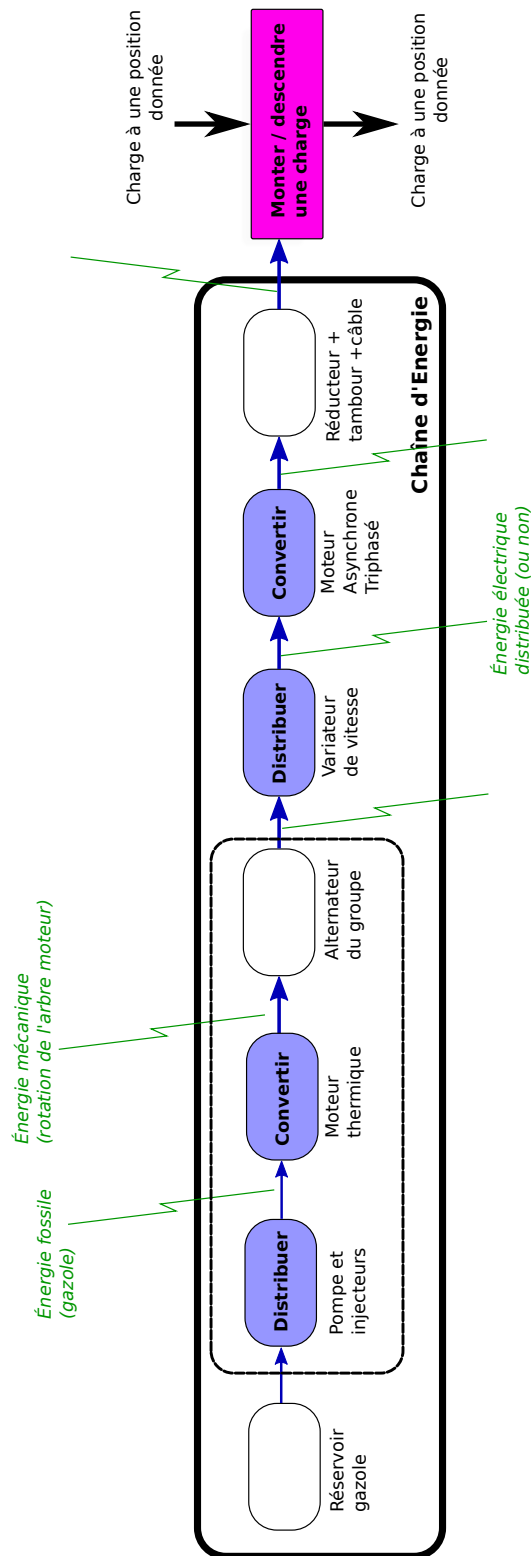 Énergie fossile
(gazole)
Énergie mécanique
(rotation de l'arbre moteur)
Réservoir
gazole
Distribuer
Pompe et
injecteurs
Convertir
Moteur
thermique
Alternateur
du groupe
Distribuer
Variateur
de vitesse
Convertir
Moteur
Asynchrone
Triphasé
Réducteur +
tambour +câble
Chaîne d'Energie
Énergie électrique
distribuée (ou non)
Charge à une position
donnée
Monter / descendre
une charge
Charge à une position
donnée